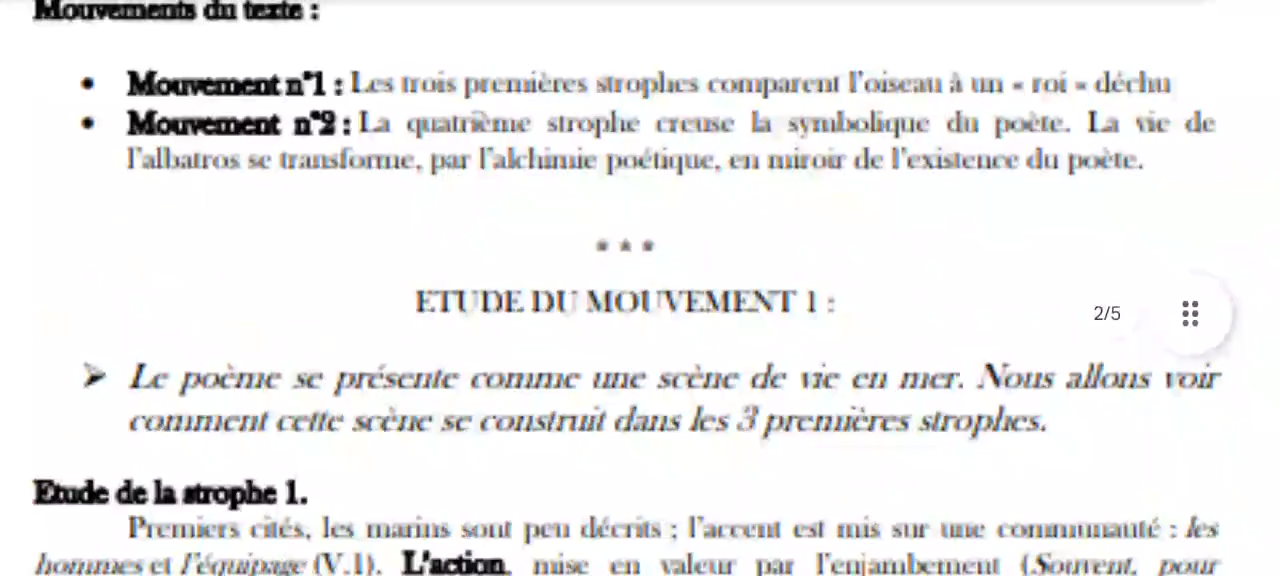 Mouvements du texte :
• Mouvement n°1 : Les trois premières strophes comparent l'oiseau à un « roi » déchu
• Mouvement n°2 : La quatrième strophe creuse la symbolique du poète. La vie de
l'albatros se transforme, par l'alchimie poétique, en miroir de l'existence du poète.
* * *
ETUDE DU MOUVEMENT 1 :
2/5
➤ Le poème se présente comme une scène de vie en mer. Nous allons voir
comment cette scène se construit dans les 3 premières strophes.
Etude de la strophe 1.
Premiers cités, les marins sont peu décrits ; l'accent est mis sur une communauté : les
hommes et l'équipage (V.1). L'action, mise en valeur par l'enjambement (Souvent, pour